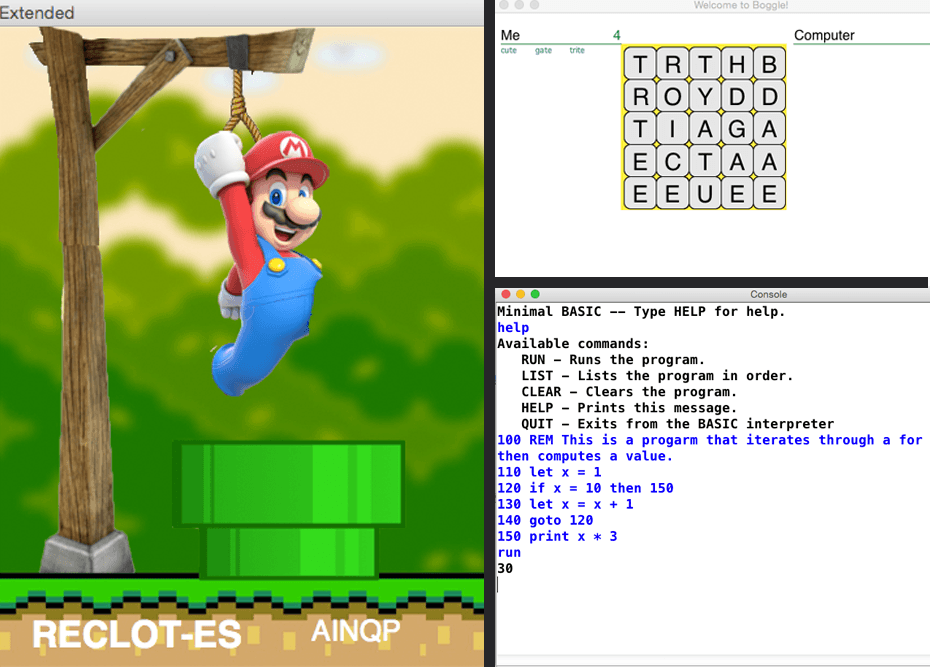 Extended
M
RECLOT-ES
AINQP
Welcome to Boggle!
Me 4 Computer
cute gate trite
T R T H B
R O Y D D
T I A G A
E C T A A
E E U E E
Console
Minimal BASIC -- Type HELP for help.
help
Available commands:
RUN - Runs the program.
LIST - Lists the program in order.
CLEAR - Clears the program.
HELP - Prints this message.
QUIT - Exits from the BASIC interpreter
100 REM This is a progarm that iterates through a for
then computes a value.
110 let x = 1
120 if x = 10 then 150
130 let x = x + 1
140 goto 120
150 print x * 3
run
30